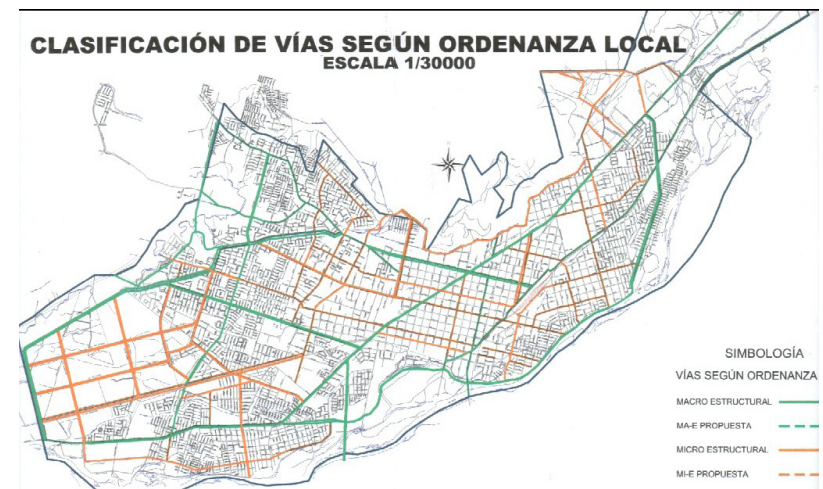 CLASIFICACIÓN DE VÍAS SEGÚN ORDENANZA LOCAL
ESCALA 1/30000
SIMBOLOGÍA
VÍAS SEGÚN ORDENANZA
MACRO ESTRUCTURAL
MA-E PROPUESTA
MICRO ESTRUCTURAL
MI-E PROPUESTA